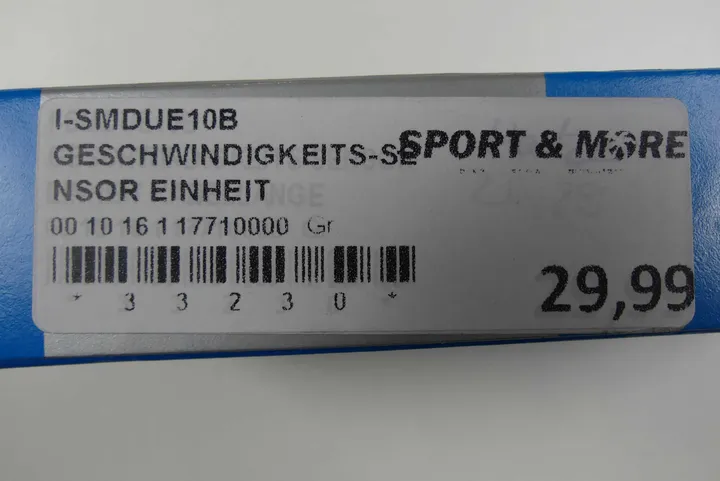 I-SMDUE10B
GESCHWINDIGKEITS-SE
SPORT & MORE
NSOR EINHEIT
00 10 16 1 17710000 Gr
* 3 3 2 3 0 *
29,99